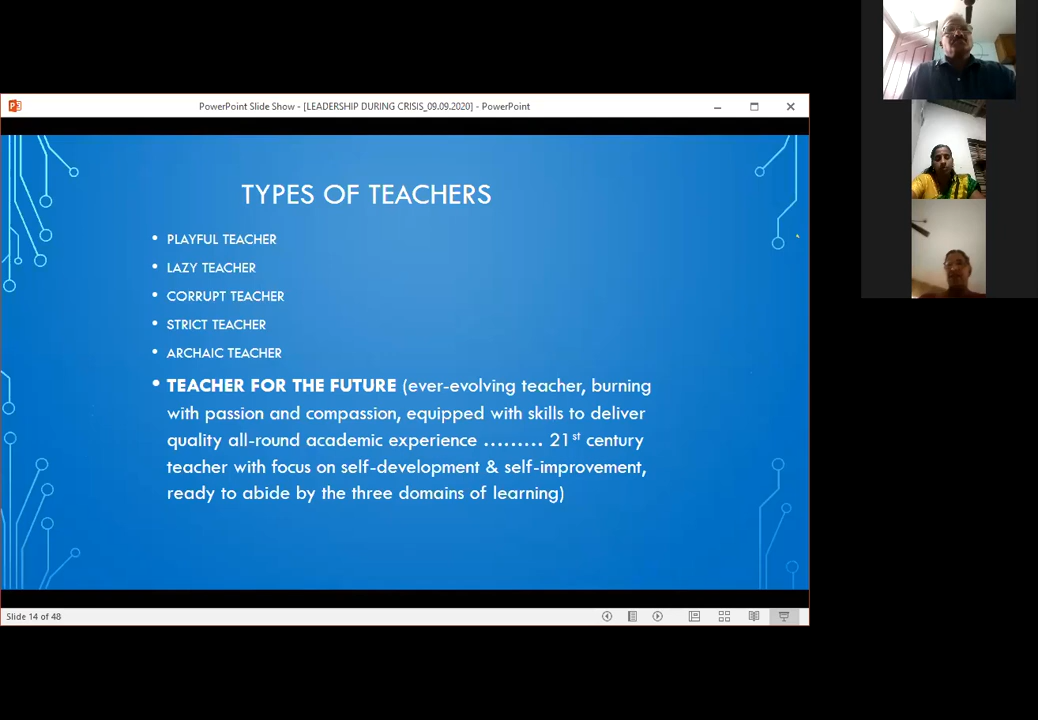 PowerPoint Slide Show - [LEADERSHIP DURING CRISIS_09.09.2020] - PowerPoint
TYPES OF TEACHERS
• PLAYFUL TEACHER
• LAZY TEACHER
• CORRUPT TEACHER
• STRICT TEACHER
• ARCHAIC TEACHER
• TEACHER FOR THE FUTURE (ever-evolving teacher, burning
with passion and compassion, equipped with skills to deliver
quality all-round academic experience ......... 21st century
teacher with focus on self-development & self-improvement,
ready to abide by the three domains of learning)
Slide 14 of 48